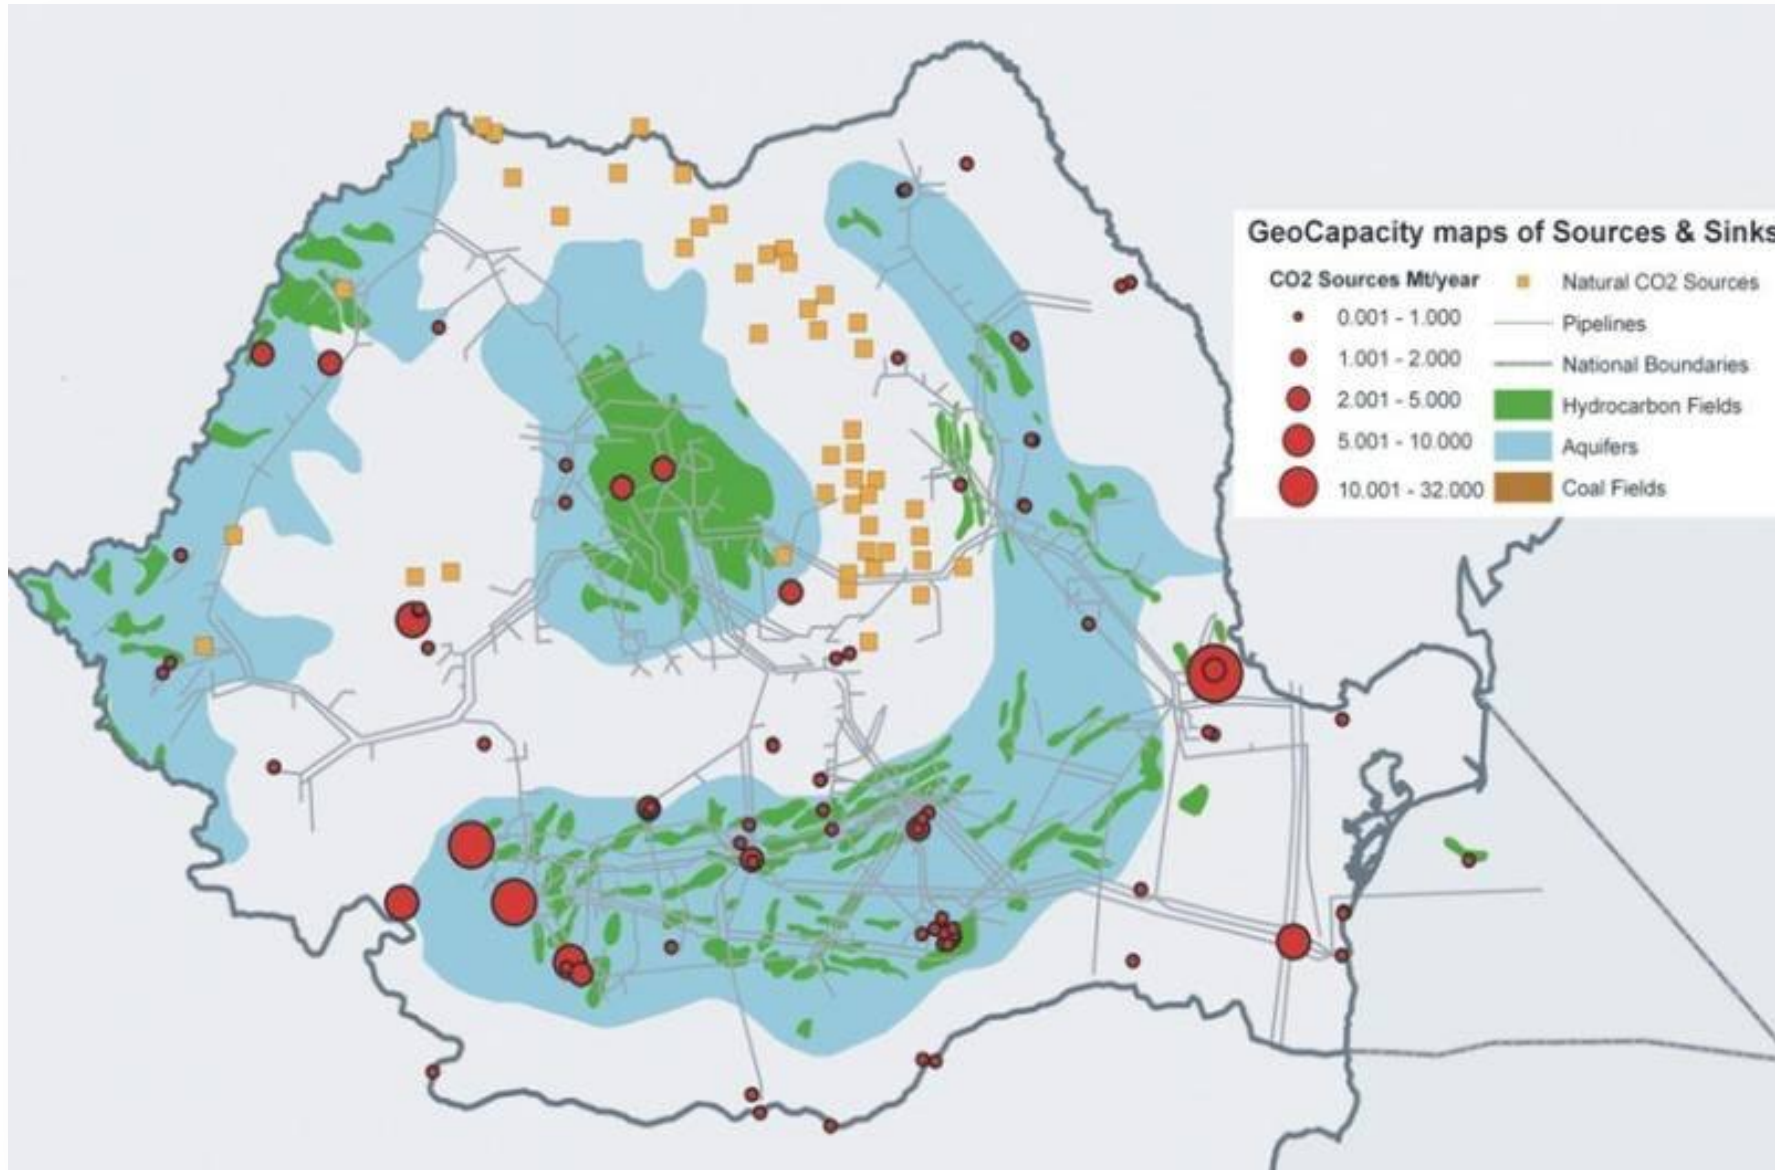 GeoCapacity maps of Sources & Sinks
CO2 Sources Mt/year
0.001 - 1.000
1.001 - 2.000
2.001 - 5.000
5.001 - 10.000
10.001 - 32.000
Natural CO2 Sources
Pipelines
National Boundaries
Hydrocarbon Fields
Aquifers
Coal Fields